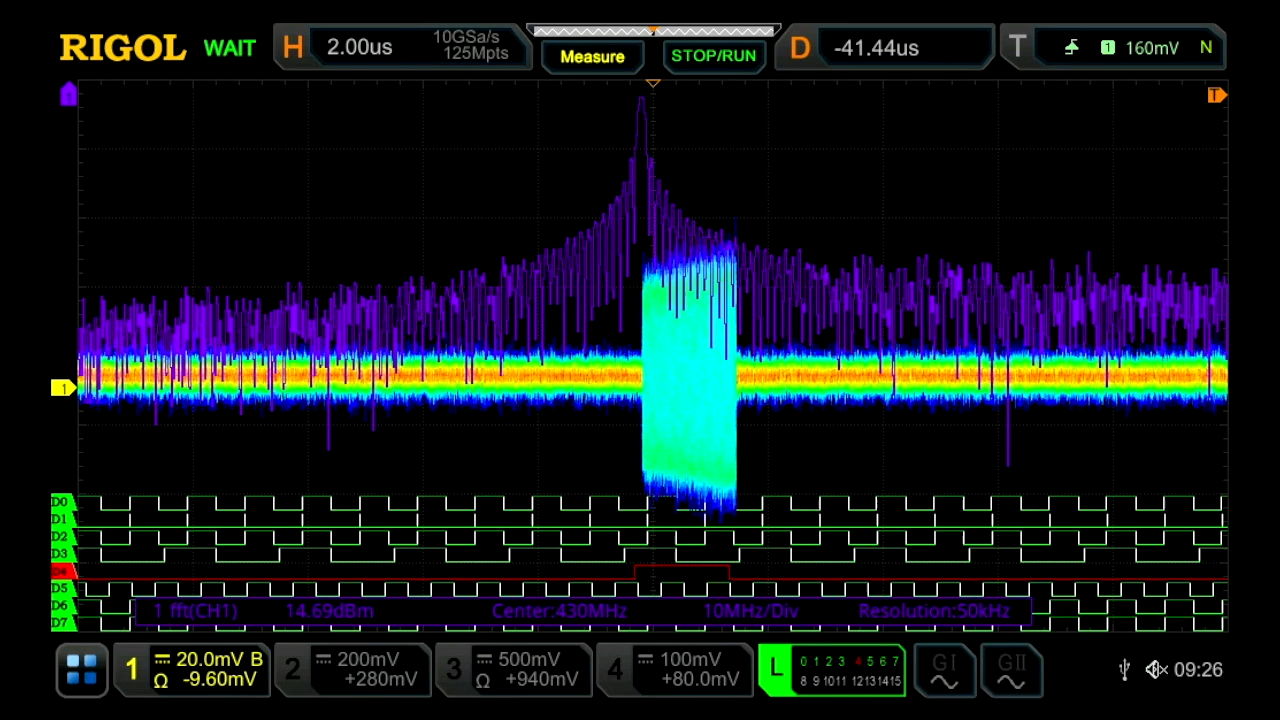 RIGOL WAIT H 2.00us 10GSa/s 125Mpts Measure STOP/RUN D -41.44us T 1 160mV N
T
1
1
D0
D1
D2
D3
D4
D5
D6
D7
1 fft(CH1) 14.69dBm Center:430MHz 10MHz/Div Resolution:50kHz
1 20.0mV B 2 200mV 3 500mV 4 100mV L 0 1 2 3 4 5 6 7 GI GII 09:26
Ω -9.60mV +280mV Ω +940mV +80.0mV 8 9 10 11 12 13 14 15